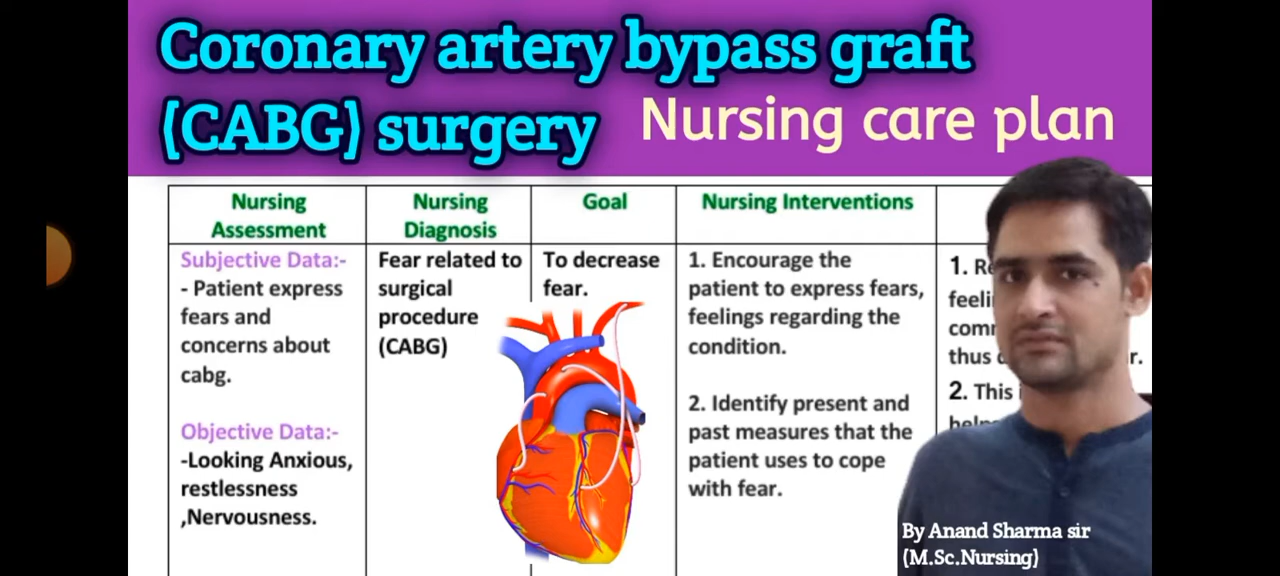 Coronary artery bypass graft
(CABG) surgery Nursing care plan
Nursing
Assessment
Nursing
Diagnosis
Goal
Nursing Interventions
Subjective Data:-
- Patient express
fears and
concerns about
cabg.
Objective Data:-
-Looking Anxious,
restlessness
,Nervousness.
Fear related to
surgical
procedure
(CABG)
To decrease
fear.
1. Encourage the
patient to express fears,
feelings regarding the
condition.
2. Identify present and
past measures that the
patient uses to cope
with fear.
1.
thus
2. This
By Anand Sharma sir
(M.Sc.Nursing)